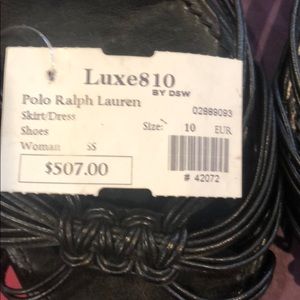 Luxe810
BY DSW
Polo Ralph Lauren
02889093
Skirt/Dress
Size: 10 EUR
Shoes
Woman SS
$507.00
# 42072